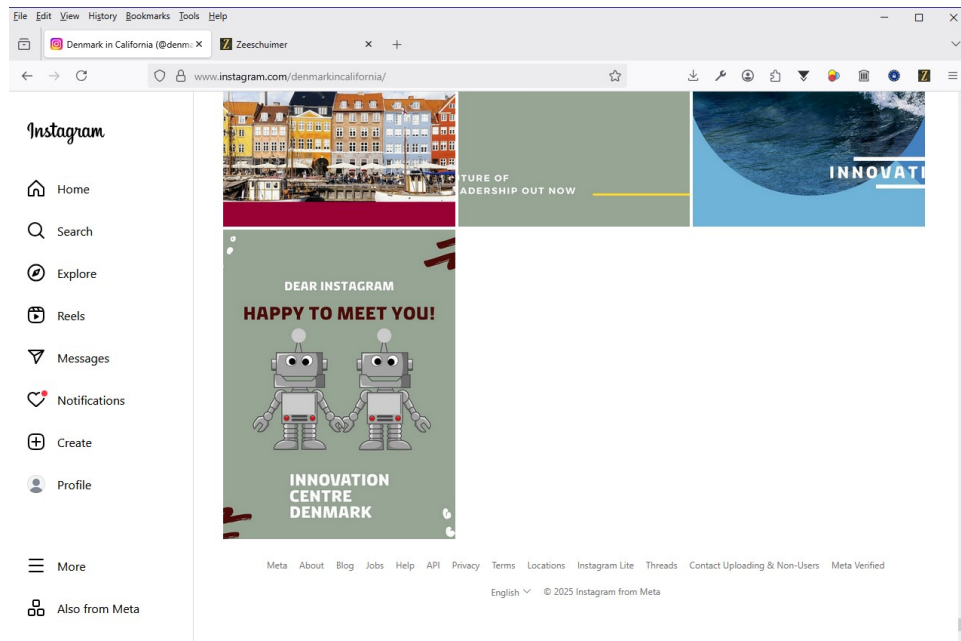 File Edit View History Bookmarks Tools Help
Denmark in California (@denm
Zeeschuimer
www.instagram.com/denmarkincalifornia/
Instagram
Home
Search
Explore
Reels
Messages
Notifications
Create
Profile
More
Also from Meta
TURE OF
ADERSHIP OUT NOW
INNOVATI
DEAR INSTAGRAM
HAPPY TO MEET YOU!
INNOVATION
CENTRE
DENMARK
Meta About Blog Jobs Help API Privacy Terms Locations Instagram Lite Threads Contact Uploading & Non-Users Meta Verified
English © 2025 Instagram from Meta